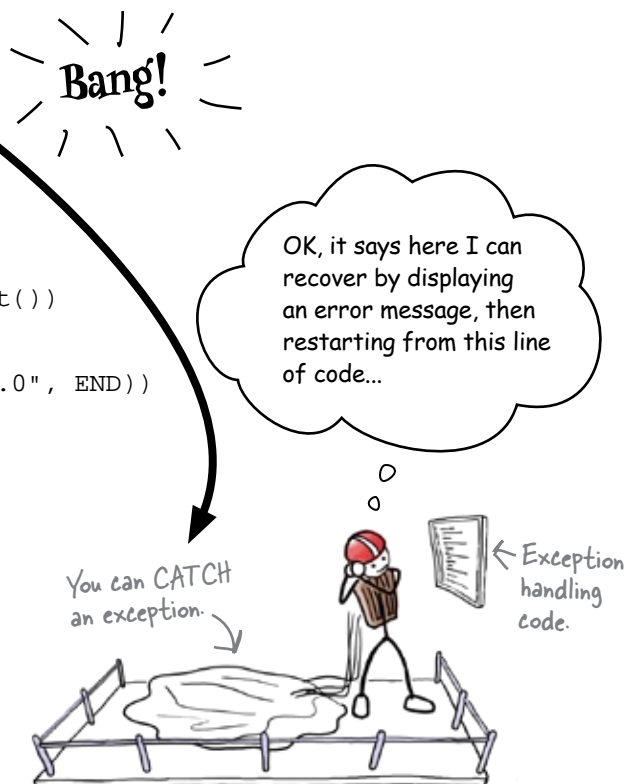 Bang!
OK, it says here I can
recover by displaying
an error message, then
restarting from this line
of code...
t())
.0", END))
You can CATCH
an exception.
Exception
handling
code.